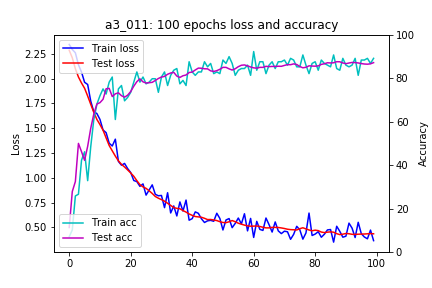 a3_011: 100 epochs loss and accuracy
Train loss
Test loss
Train acc
Test acc
Loss
2.25
2.00
1.75
1.50
1.25
1.00
0.75
0.50
Accuracy
100
80
60
40
20
0
0
20
40
60
80
100